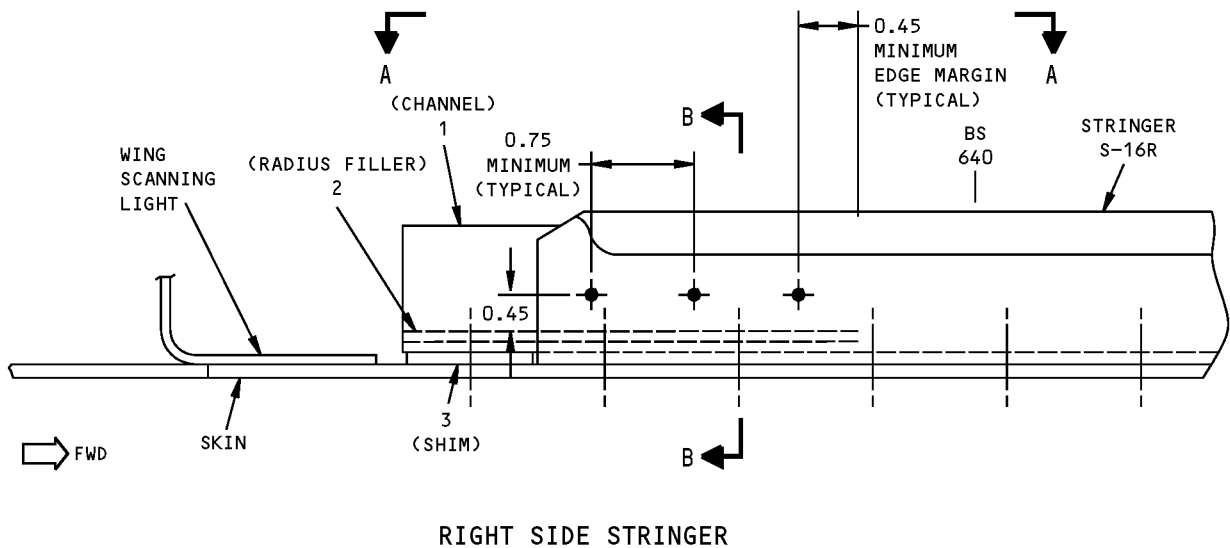 A
0.45
MINIMUM
EDGE MARGIN
(TYPICAL)
A
(CHANNEL)
1
B
0.75
MINIMUM
(TYPICAL)
BS
640
STRINGER
S-16R
WING
SCANNING
LIGHT
(RADIUS FILLER)
2
0.45
SKIN
3
(SHIM)
B
FWD
RIGHT SIDE STRINGER